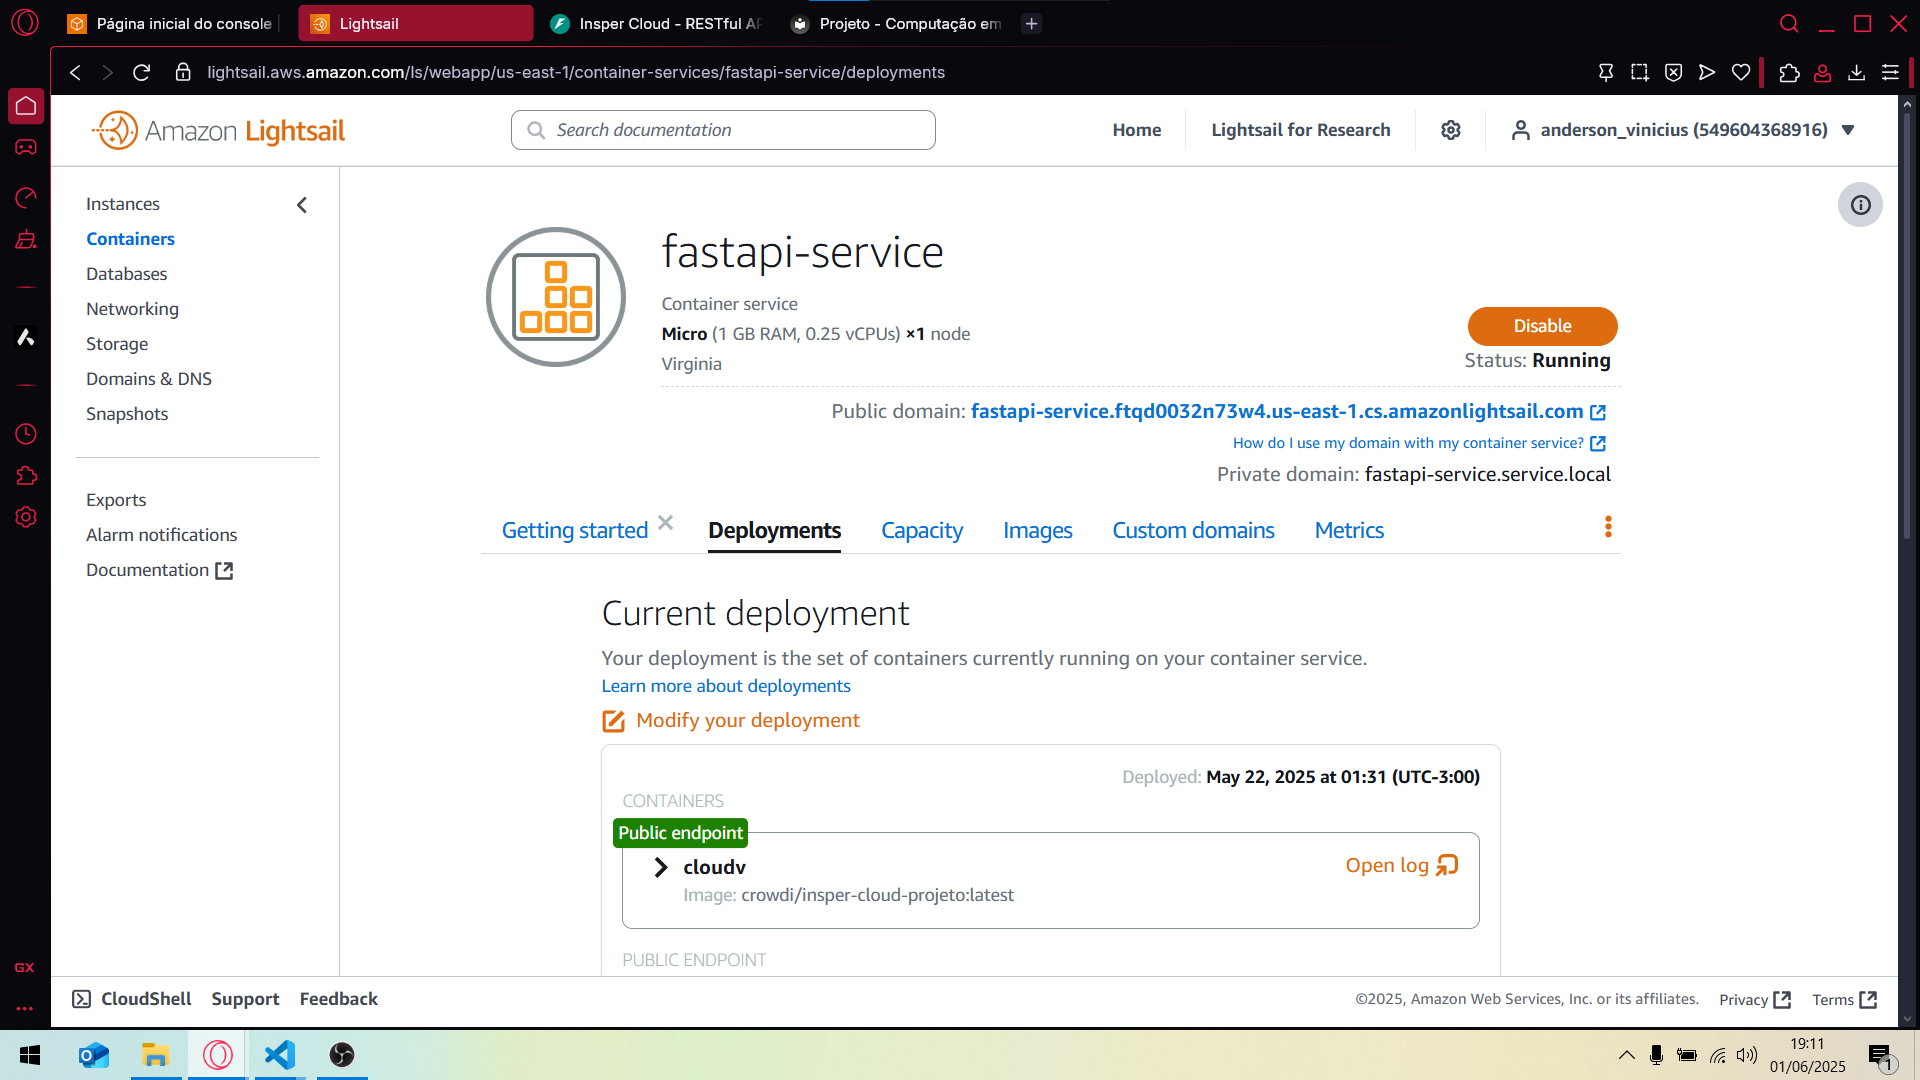 Página inicial do console
Lightsail
Insper Cloud - RESTful AP
Projeto - Computação em
lightsail.aws.amazon.com/ls/webapp/us-east-1/container-services/fastapi-service/deployments
Amazon Lightsail
Search documentation
Home
Lightsail for Research
anderson_vinicius (549604368916)
Instances
Containers
Databases
Networking
Storage
Domains & DNS
Snapshots
Exports
Alarm notifications
Documentation
fastapi-service
Container service
Micro (1 GB RAM, 0.25 vCPUs) ×1 node
Virginia
Disable
Status: Running
Public domain: fastapi-service.ftqd0032n73w4.us-east-1.cs.amazonlightsail.com
How do I use my domain with my container service?
Private domain: fastapi-service.service.local
Getting started
Deployments
Capacity
Images
Custom domains
Metrics
Current deployment
Your deployment is the set of containers currently running on your container service.
Learn more about deployments
Modify your deployment
Deployed: May 22, 2025 at 01:31 (UTC-3:00)
CONTAINERS
Public endpoint
cloudv
Open log
Image: crowdi/insper-cloud-projeto:latest
PUBLIC ENDPOINT
GX
CloudShell
Support
Feedback
©2025, Amazon Web Services, Inc. or its affiliates.
Privacy
Terms
19:11
01/06/2025
1